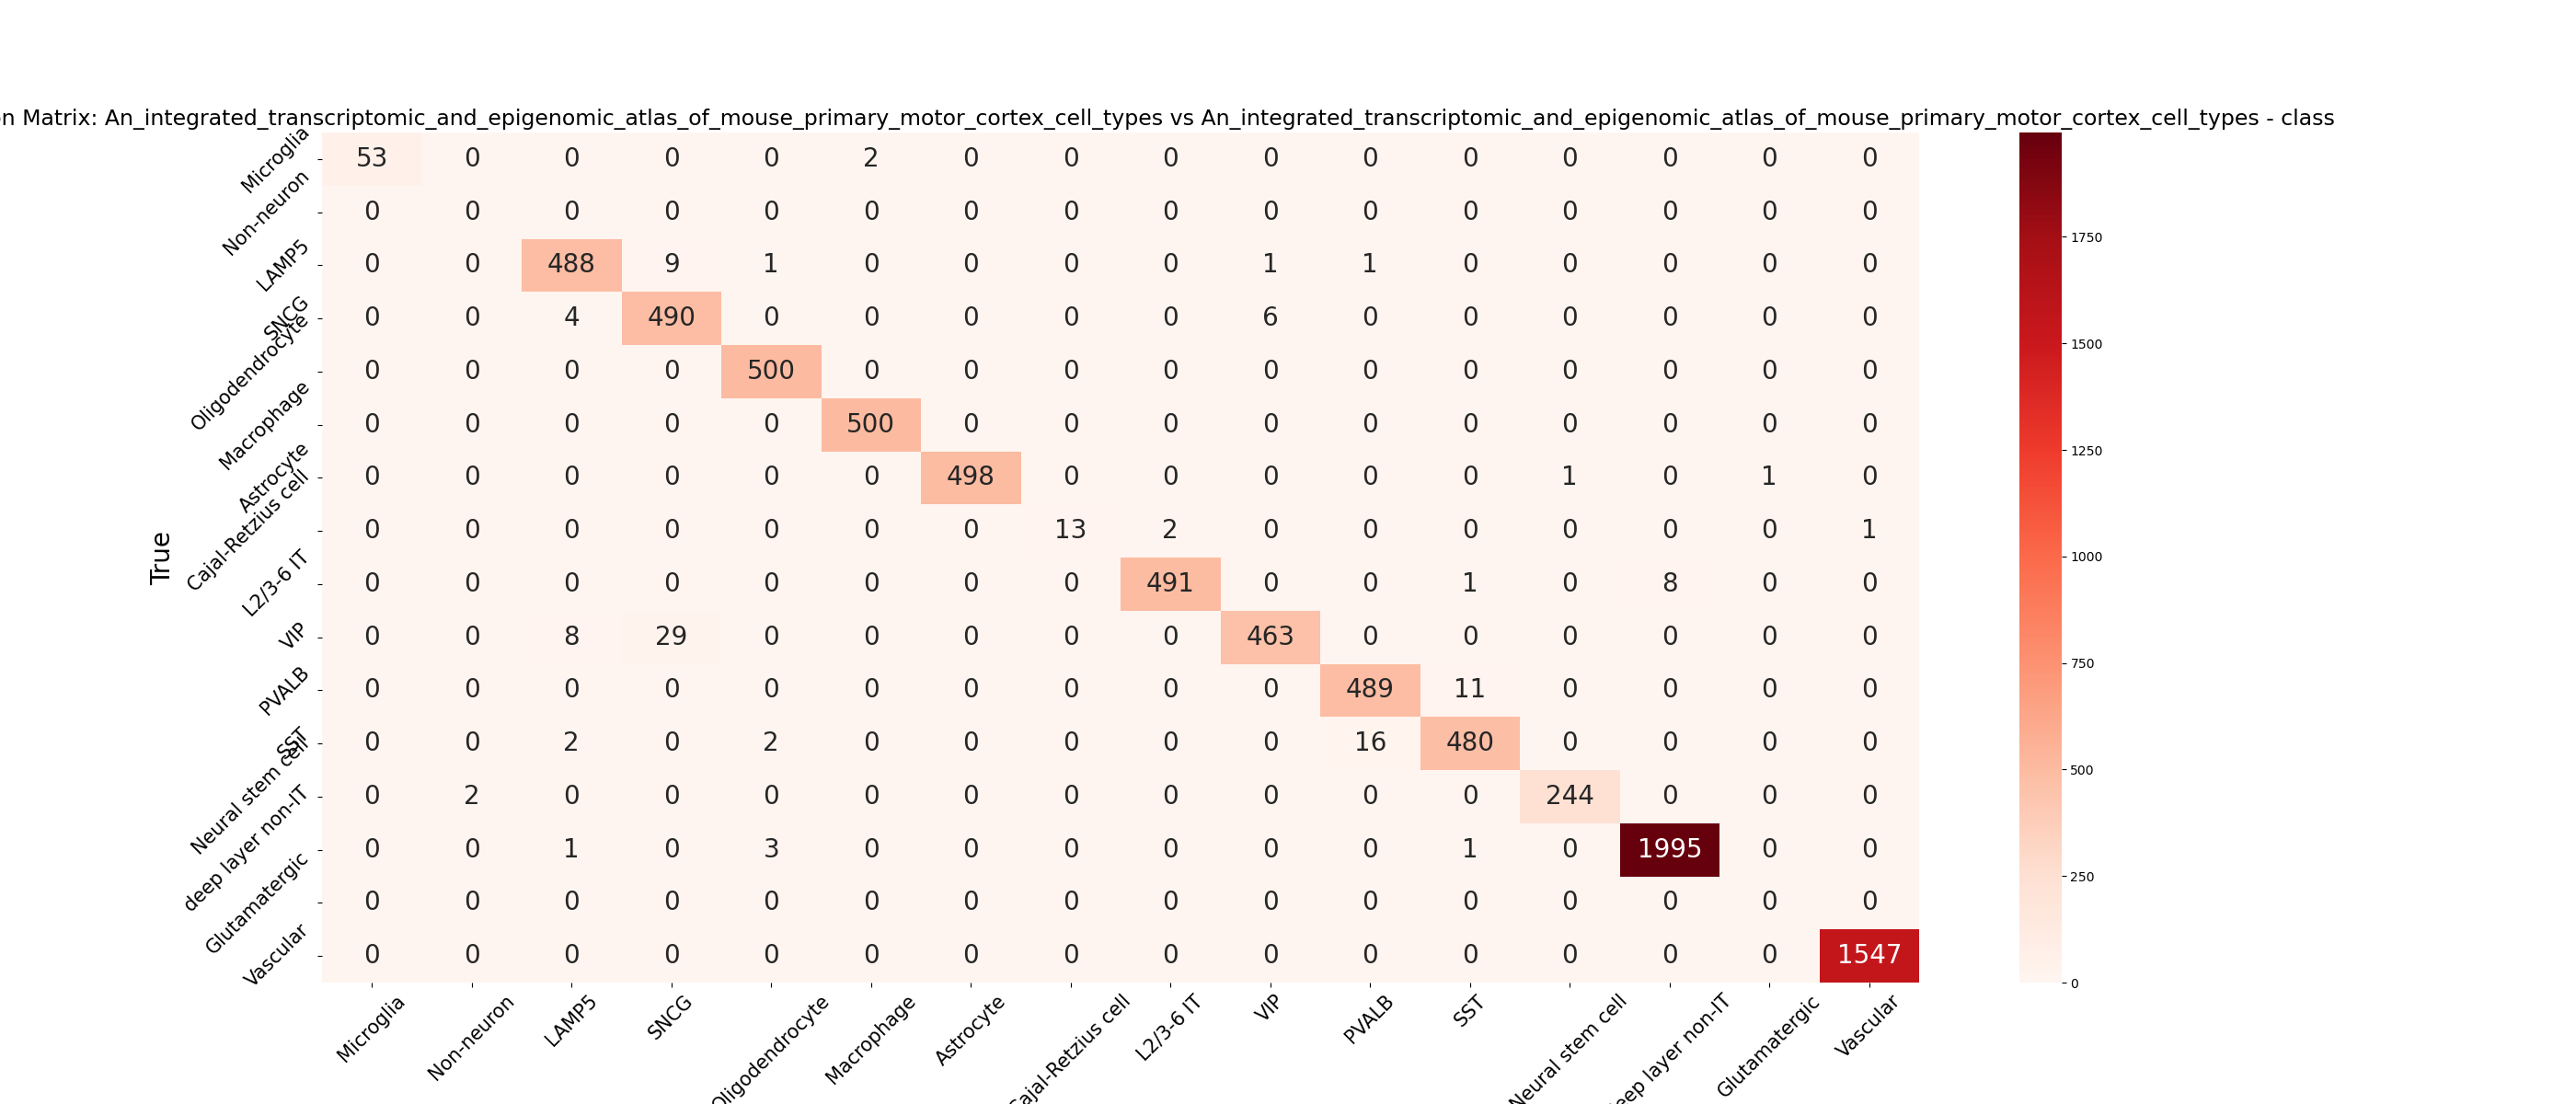 n Matrix: An_integrated_transcriptomic_and_epigenomic_atlas_of_mouse_primary_motor_cortex_cell_types vs An_integrated_transcriptomic_and_epigenomic_atlas_of_mouse_primary_motor_cortex_cell_types - class
True
Microglia 53 0 0 0 0 2 0 0 0 0 0 0 0 0 0 0
Non-neuron 0 0 0 0 0 0 0 0 0 0 0 0 0 0 0 0
LAMP5 0 0 488 9 1 0 0 0 0 1 1 0 0 0 0 0
SNCG 0 0 4 490 0 0 0 0 0 6 0 0 0 0 0 0
Oligodendrocyte 0 0 0 0 500 0 0 0 0 0 0 0 0 0 0 0
Macrophage 0 0 0 0 0 500 0 0 0 0 0 0 0 0 0 0
Astrocyte 0 0 0 0 0 0 498 0 0 0 0 0 1 0 1 0
Cajal-Retzius cell 0 0 0 0 0 0 0 13 2 0 0 0 0 0 0 1
L2/3-6 IT 0 0 0 0 0 0 0 0 491 0 0 1 0 8 0 0
VIP 0 0 8 29 0 0 0 0 0 463 0 0 0 0 0 0
PVALB 0 0 0 0 0 0 0 0 0 0 489 11 0 0 0 0
SST 0 0 2 0 2 0 0 0 0 0 16 480 0 0 0 0
Neural stem cell 0 2 0 0 0 0 0 0 0 0 0 0 244 0 0 0
deep layer non-IT 0 0 1 0 3 0 0 0 0 0 0 1 0 1995 0 0
Glutamatergic 0 0 0 0 0 0 0 0 0 0 0 0 0 0 0 0
Vascular 0 0 0 0 0 0 0 0 0 0 0 0 0 0 0 1547
Microglia
Non-neuron
LAMP5
SNCG
Oligodendrocyte
Macrophage
Astrocyte
Cajal-Retzius cell
L2/3-6 IT
VIP
PVALB
SST
Neural stem cell
eep layer non-IT
Glutamatergic
Vascular
1750
1500
1250
1000
750
500
250
0